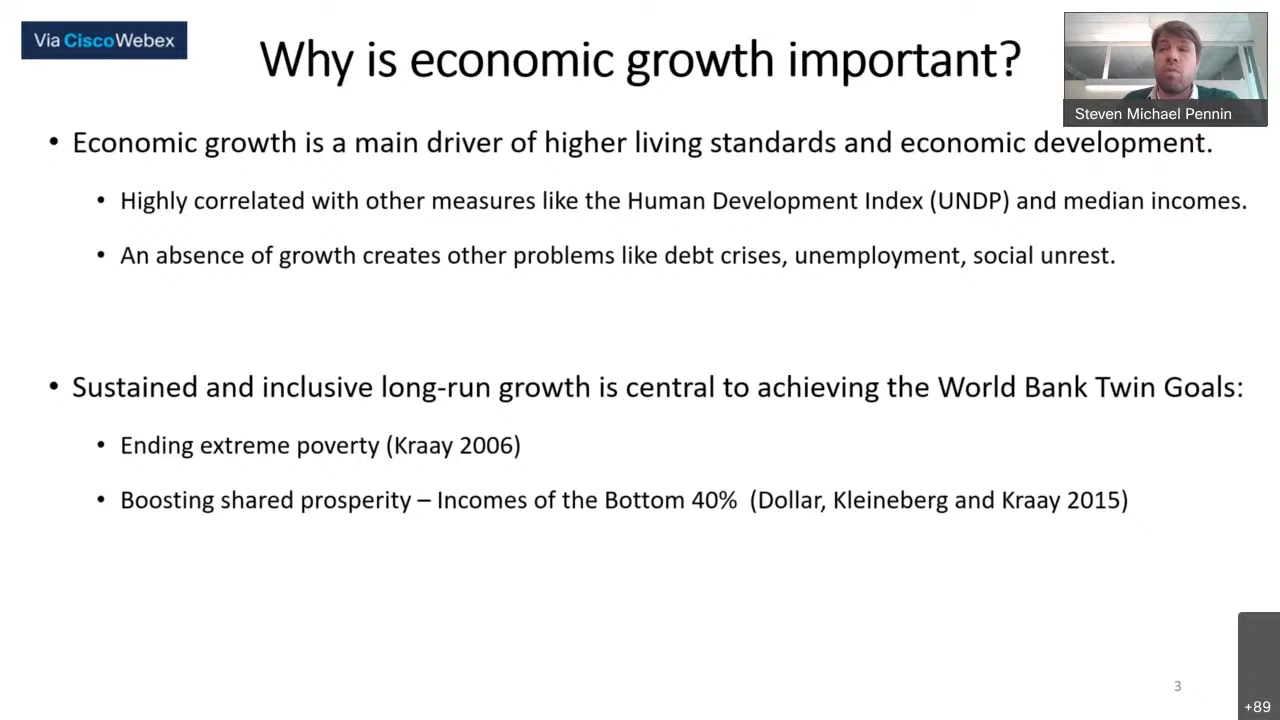 Via CiscoWebex
Why is economic growth important?
Steven Michael Pennin
• Economic growth is a main driver of higher living standards and economic development.
• Highly correlated with other measures like the Human Development Index (UNDP) and median incomes.
• An absence of growth creates other problems like debt crises, unemployment, social unrest.
• Sustained and inclusive long-run growth is central to achieving the World Bank Twin Goals:
• Ending extreme poverty (Kraay 2006)
• Boosting shared prosperity – Incomes of the Bottom 40% (Dollar, Kleineberg and Kraay 2015)
3
+89